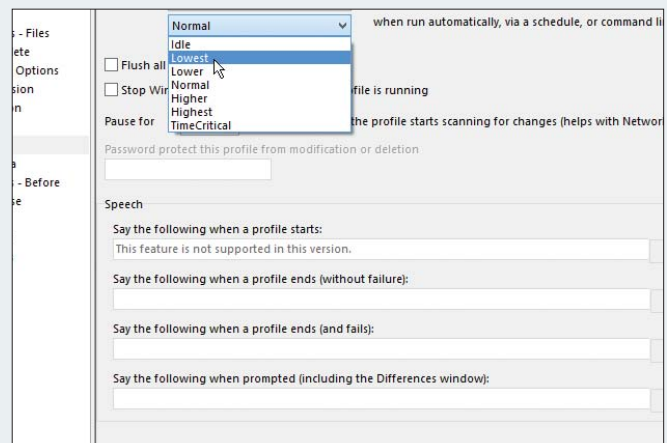 Normal
when run automatically, via a schedule, or command li
- Files
ete
Options
sion
on
- Before
se
Idle
Lowest
Lower
Normal
Higher
Highest
TimeCritical
Flush all
Stop Wi
file is running
Pause for
the profile starts scanning for changes (helps with Networ
Password protect this profile from modification or deletion
Speech
Say the following when a profile starts:
This feature is not supported in this version.
Say the following when a profile ends (without failure):
Say the following when a profile ends (and fails):
Say the following when prompted (including the Differences window):